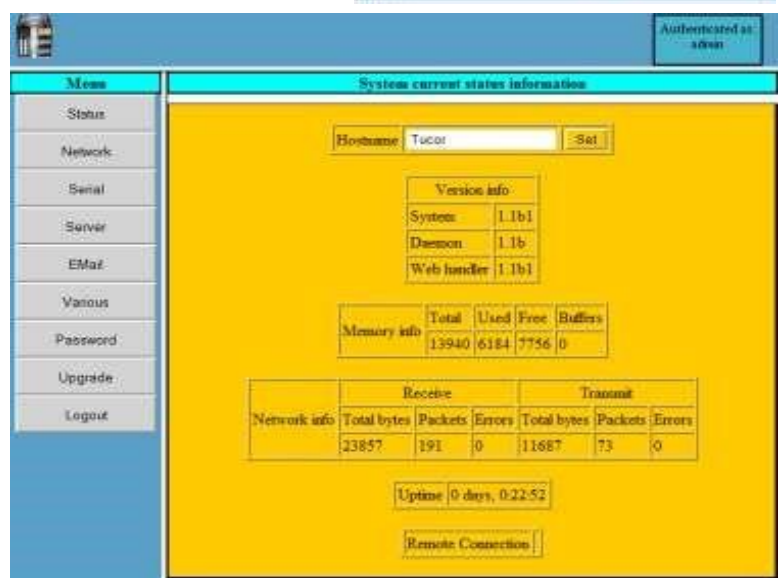 Authenticated as:
admin
Menu
System current status information
Status
Network
Serial
Server
EMail
Various
Password
Upgrade
Logout
Hostname Tucor Set
Version info
System 1.1b1
Daemon 1.1b
Web handler 1.1b1
Memory info Total Used Free Buffers
13940 6184 7756 0
Network info Receive Transmit
Total bytes Packets Errors Total bytes Packets Errors
23857 191 0 11687 73 0
Uptime 0 days, 0:22:52
Remote Connection